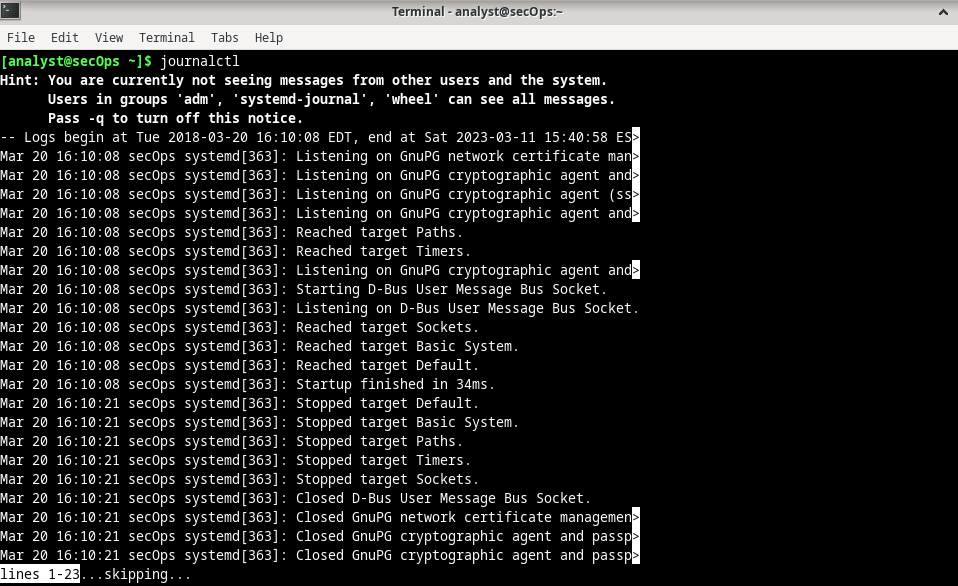 Terminal - analyst@secOps:~
File Edit View Terminal Tabs Help
[analyst@secOps ~]$ journalctl
Hint: You are currently not seeing messages from other users and the system.
      Users in groups 'adm', 'systemd-journal', 'wheel' can see all messages.
      Pass -q to turn off this notice.
-- Logs begin at Tue 2018-03-20 16:10:08 EDT, end at Sat 2023-03-11 15:40:58 ES>
Mar 20 16:10:08 secOps systemd[363]: Listening on GnuPG network certificate man>
Mar 20 16:10:08 secOps systemd[363]: Listening on GnuPG cryptographic agent and>
Mar 20 16:10:08 secOps systemd[363]: Listening on GnuPG cryptographic agent (ss>
Mar 20 16:10:08 secOps systemd[363]: Listening on GnuPG cryptographic agent and>
Mar 20 16:10:08 secOps systemd[363]: Reached target Paths.
Mar 20 16:10:08 secOps systemd[363]: Reached target Timers.
Mar 20 16:10:08 secOps systemd[363]: Listening on GnuPG cryptographic agent and>
Mar 20 16:10:08 secOps systemd[363]: Starting D-Bus User Message Bus Socket.
Mar 20 16:10:08 secOps systemd[363]: Listening on D-Bus User Message Bus Socket.
Mar 20 16:10:08 secOps systemd[363]: Reached target Sockets.
Mar 20 16:10:08 secOps systemd[363]: Reached target Basic System.
Mar 20 16:10:08 secOps systemd[363]: Reached target Default.
Mar 20 16:10:08 secOps systemd[363]: Startup finished in 34ms.
Mar 20 16:10:21 secOps systemd[363]: Stopped target Default.
Mar 20 16:10:21 secOps systemd[363]: Stopped target Basic System.
Mar 20 16:10:21 secOps systemd[363]: Stopped target Paths.
Mar 20 16:10:21 secOps systemd[363]: Stopped target Timers.
Mar 20 16:10:21 secOps systemd[363]: Stopped target Sockets.
Mar 20 16:10:21 secOps systemd[363]: Closed D-Bus User Message Bus Socket.
Mar 20 16:10:21 secOps systemd[363]: Closed GnuPG network certificate managemen>
Mar 20 16:10:21 secOps systemd[363]: Closed GnuPG cryptographic agent and passp>
Mar 20 16:10:21 secOps systemd[363]: Closed GnuPG cryptographic agent and passp>
lines 1-23...skipping...